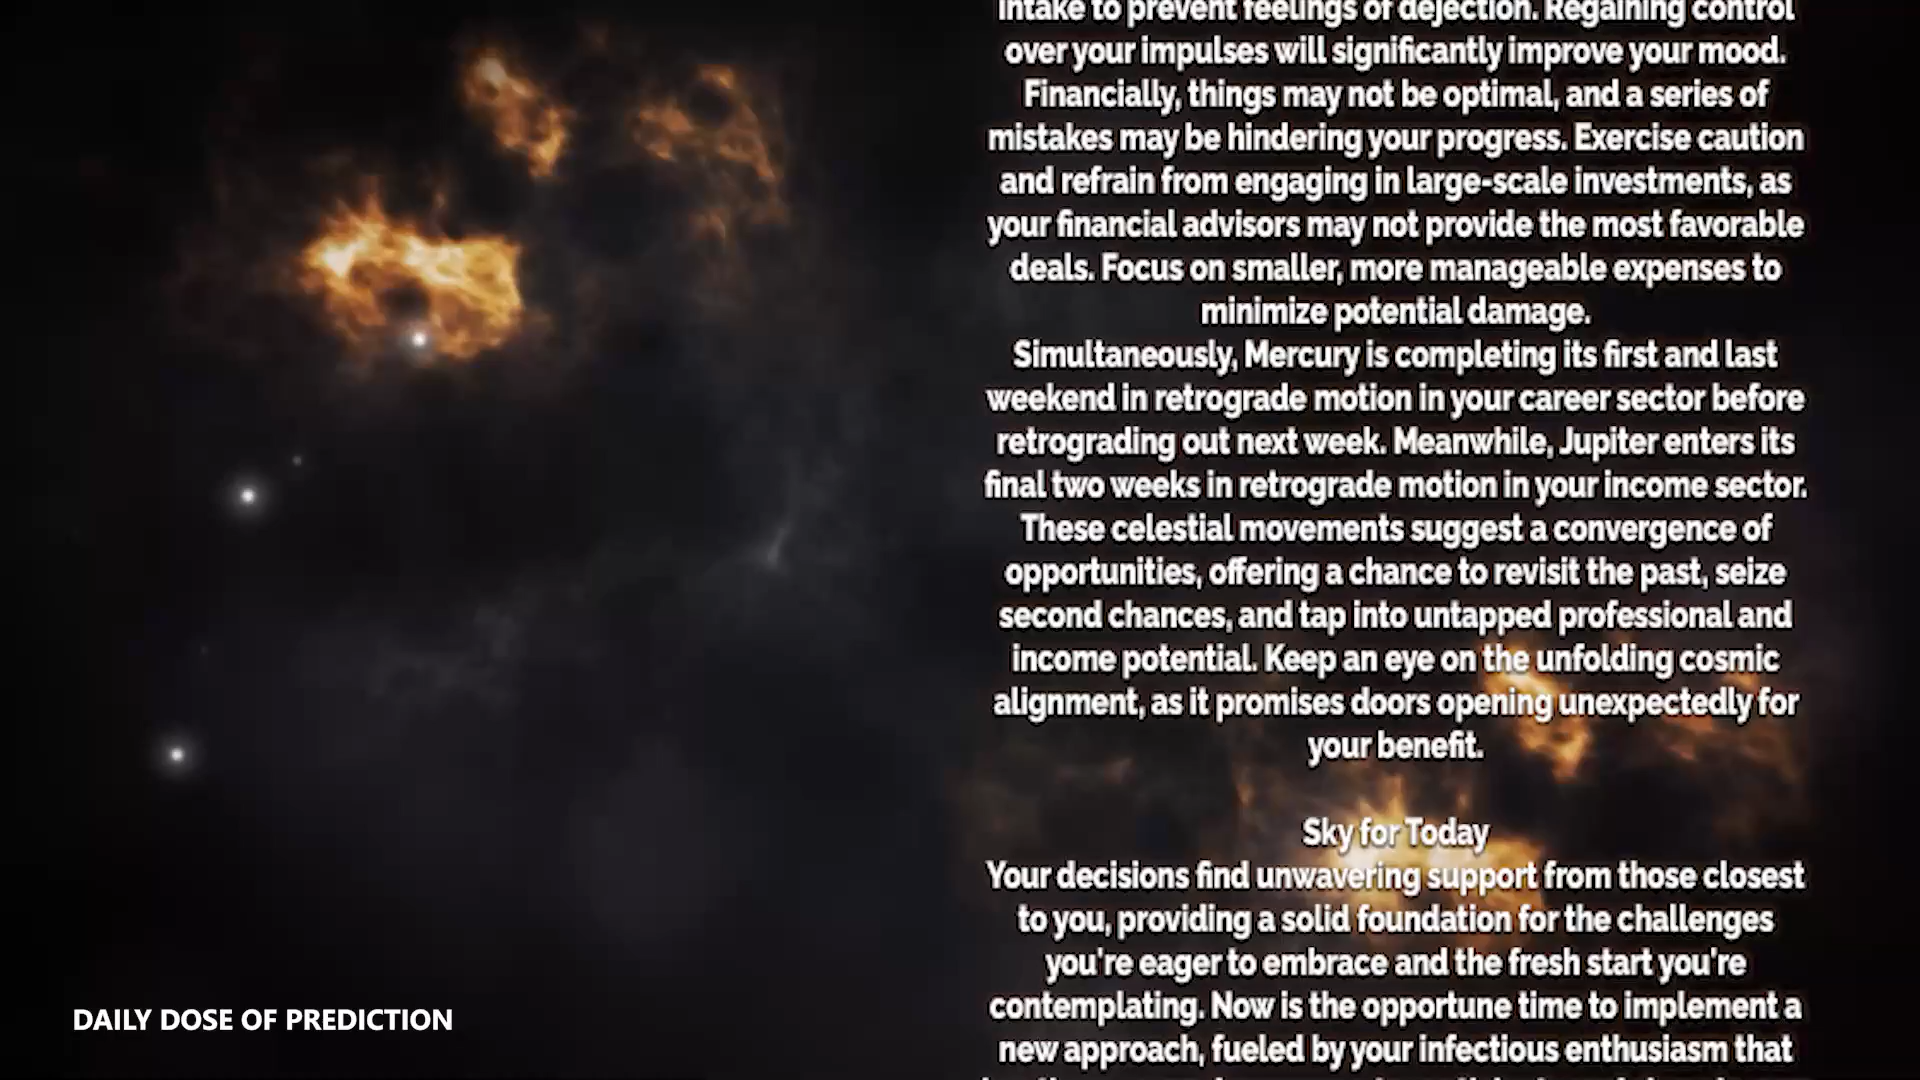 intake to prevent feelings of dejection. Regaining control
over your impulses will significantly improve your mood.
Financially, things may not be optimal, and a series of
mistakes may be hindering your progress. Exercise caution
and refrain from engaging in large-scale investments, as
your financial advisors may not provide the most favorable
deals. Focus on smaller, more manageable expenses to
minimize potential damage.
Simultaneously, Mercury is completing its first and last
weekend in retrograde motion in your career sector before
retrograding out next week. Meanwhile, Jupiter enters its
final two weeks in retrograde motion in your income sector.
These celestial movements suggest a convergence of
opportunities, offering a chance to revisit the past, seize
second chances, and tap into untapped professional and
income potential. Keep an eye on the unfolding cosmic
alignment, as it promises doors opening unexpectedly for
your benefit.
Sky for Today
Your decisions find unwavering support from those closest
to you, providing a solid foundation for the challenges
you're eager to embrace and the fresh start you're
contemplating. Now is the opportune time to implement a
new approach, fueled by your infectious enthusiasm that
DAILY DOSE OF PREDICTION